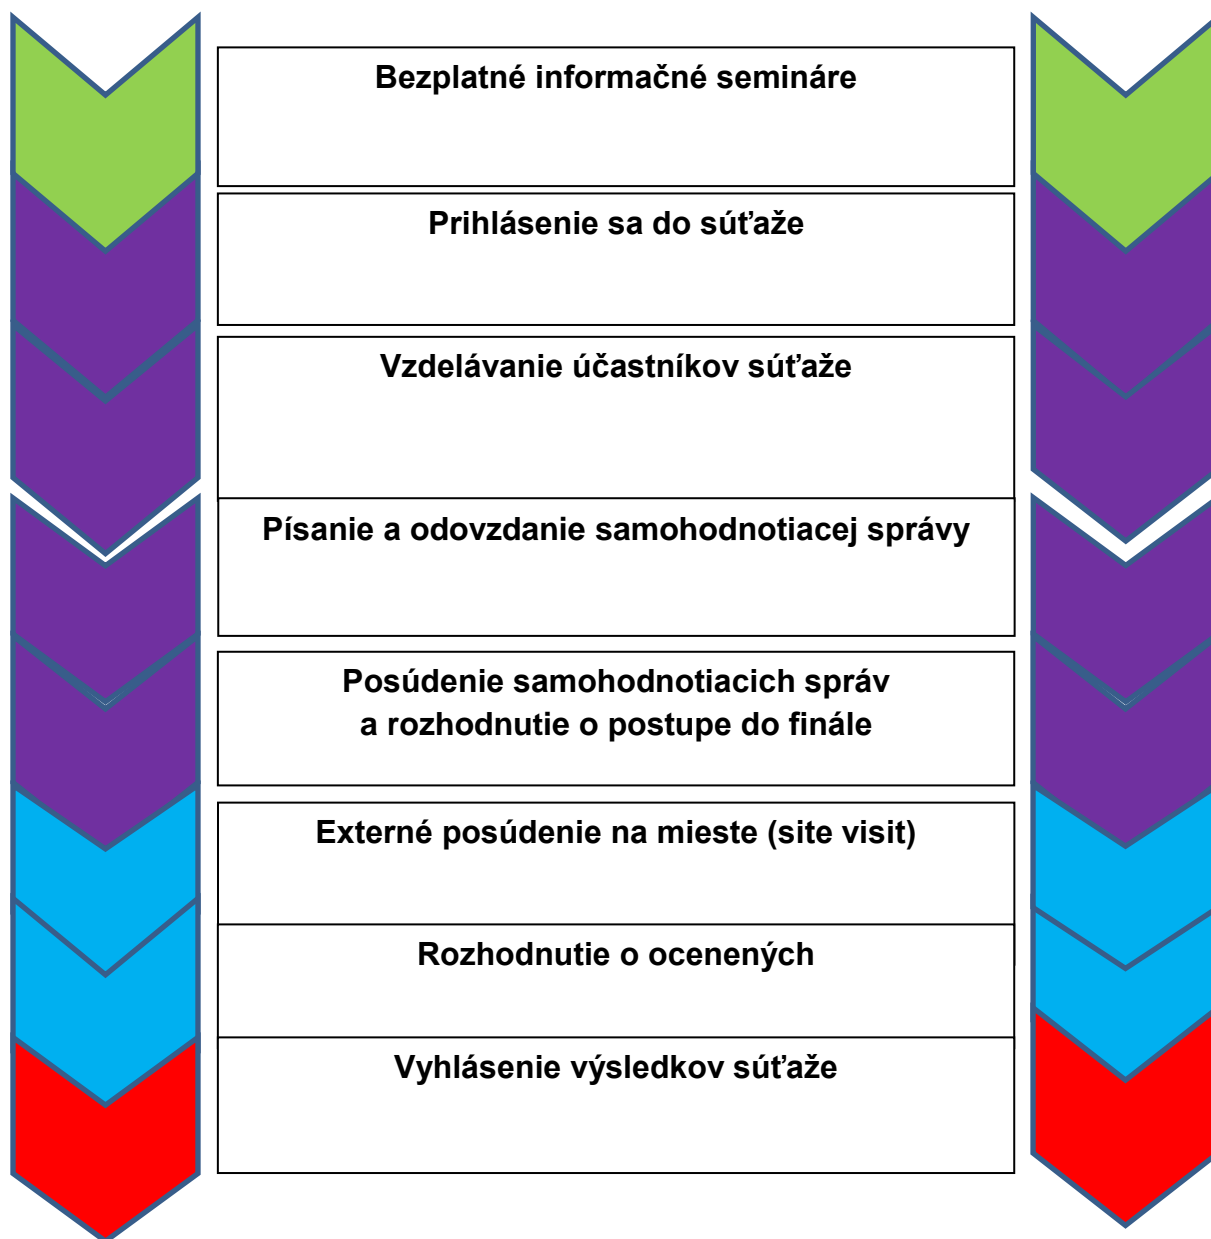 Bezplatné informačné semináre
Prihlásenie sa do súťaže
Vzdelávanie účastníkov súťaže
Písanie a odovzdanie samohodnotiacej správy
Posúdenie samohodnotiacich správ
a rozhodnutie o postupe do finále
Externé posúdenie na mieste (site visit)
Rozhodnutie o ocenených
Vyhlásenie výsledkov súťaže